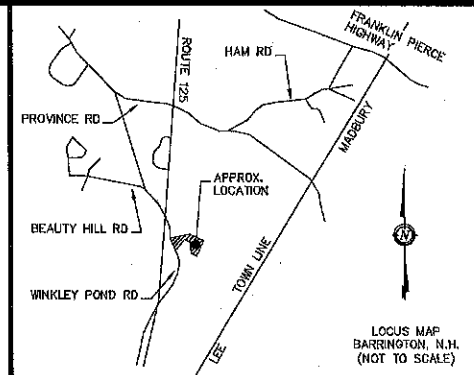 FRANKLIN PIERCE
HIGHWAY
ROUTE 125
HAM RD
MADBURY
PROVINCE RD
APPROX.
LOCATION
BEAUTY HILL RD
TOWN LINE
N
WINKLEY POND RD
LEE
LOCUS MAP
BARRINGTON, N.H.
(NOT TO SCALE)